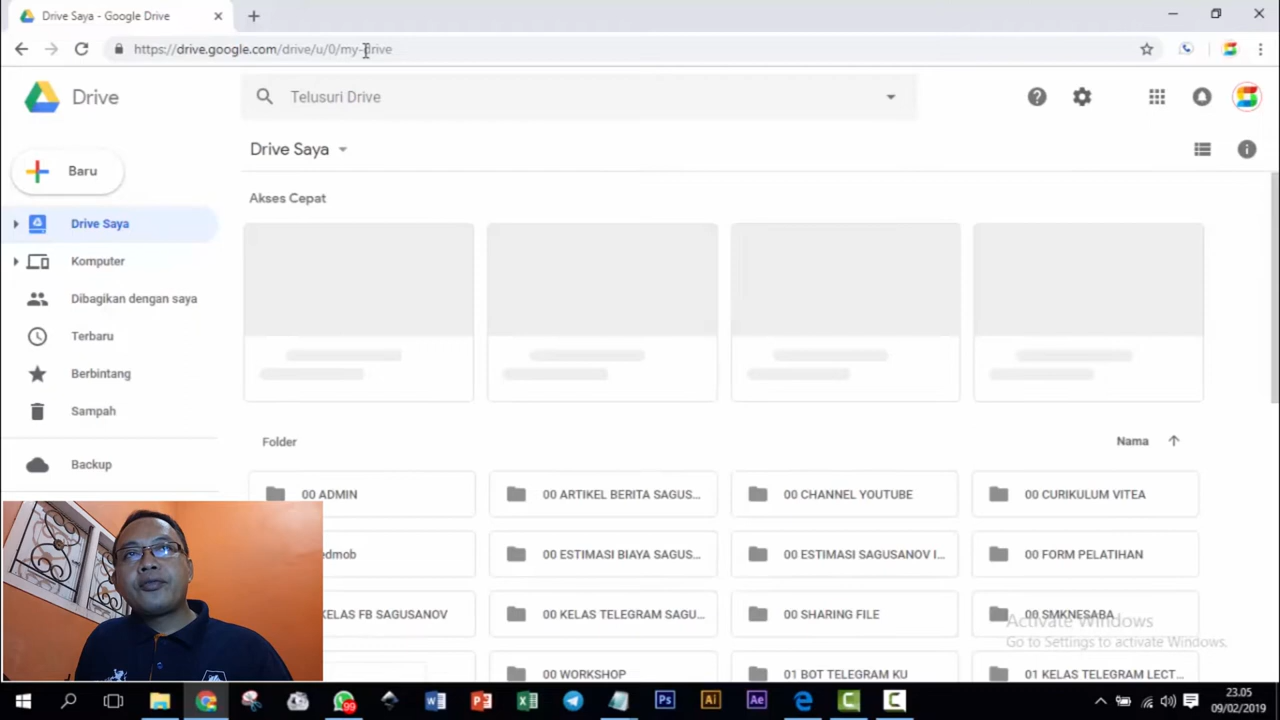 Drive Saya - Google Drive
https://drive.google.com/drive/u/0/my-drive
Drive
Telusuri Drive
Baru
Drive Saya
Drive Saya
Akses Cepat
Komputer
Dibagikan dengan saya
Terbaru
Berbintang
Sampah
Backup
Folder
Nama
00 ADMIN
00 ARTIKEL BERITA SAGUS...
00 CHANNEL YOUTUBE
00 CURIKULUM VITEA
edmob
00 ESTIMASI BIAYA SAGUS...
00 ESTIMASI SAGUSANOV I...
00 FORM PELATIHAN
KELAS FB SAGUSANOV
00 KELAS TELEGRAM SAGU...
00 SHARING FILE
00 SMKNESABA
Activate Windows
Go to Settings to activate Windows.
00 WORKSHOP
01 BOT TELEGRAM KU
01 KELAS TELEGRAM LECT...
99
Ps
Ai
Ae
23.05
09/02/2019